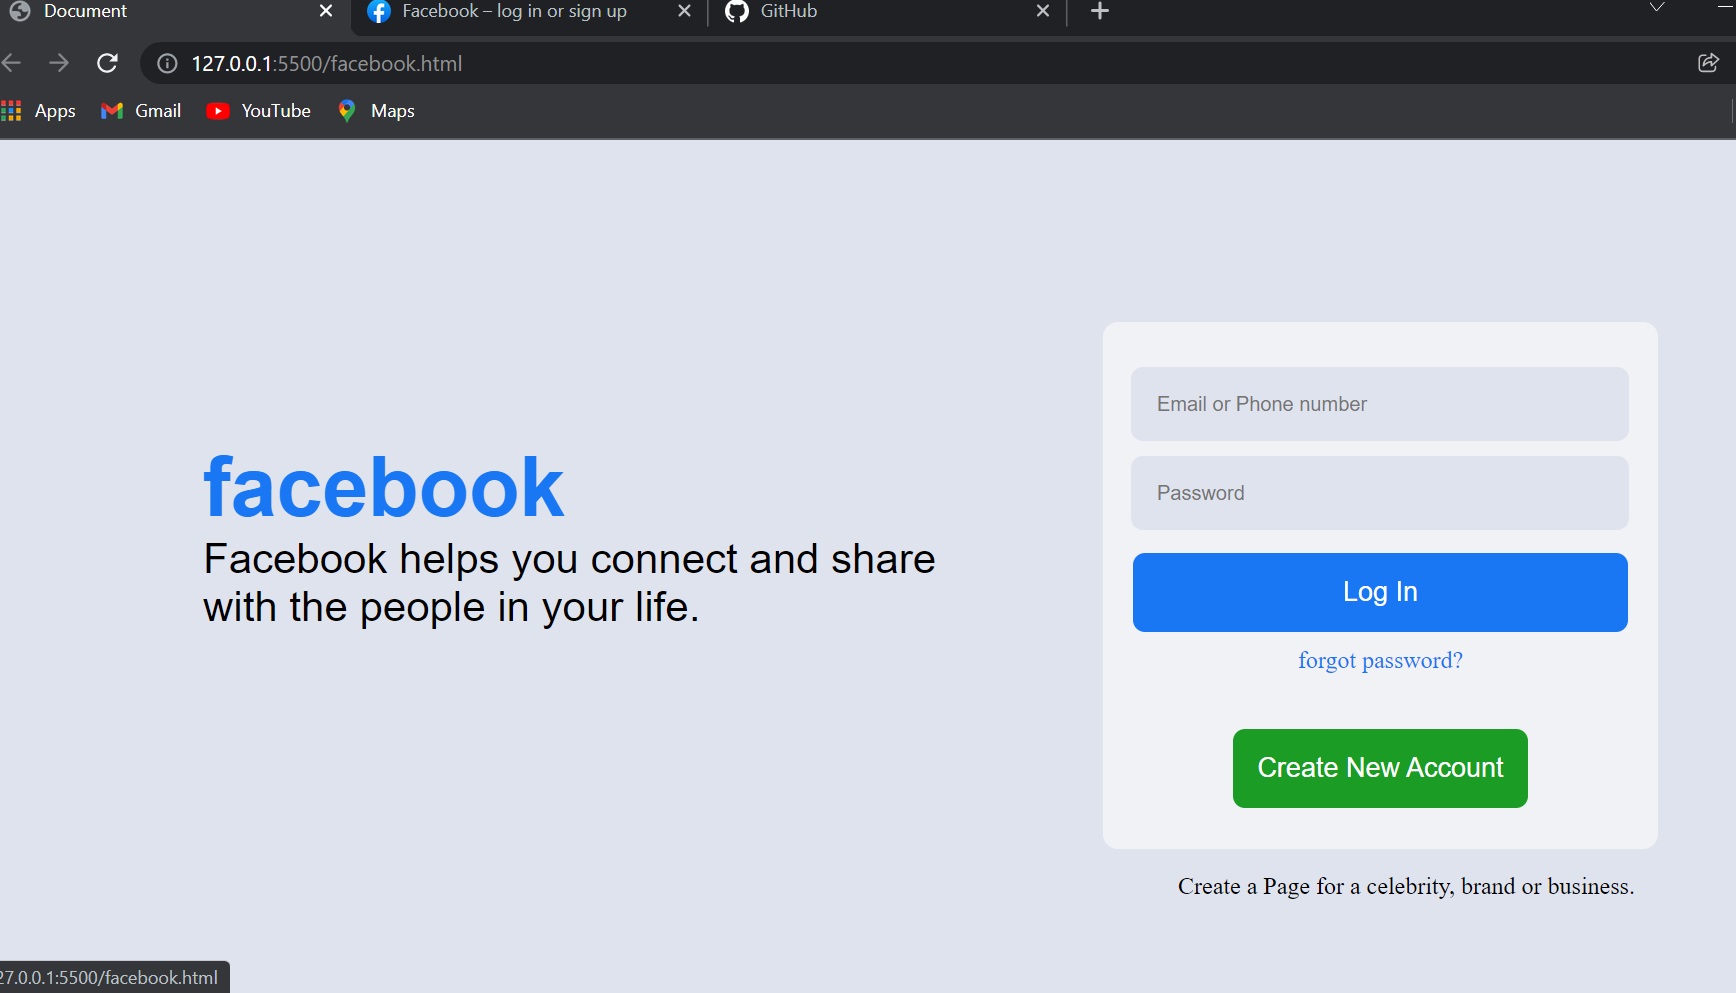 Document
Facebook – log in or sign up
GitHub
127.0.0.1:5500/facebook.html
Apps
Gmail
YouTube
Maps
Email or Phone number
Password
facebook
Facebook helps you connect and share
with the people in your life.
Log In
forgot password?
Create New Account
Create a Page for a celebrity, brand or business.
27.0.0.1:5500/facebook.html